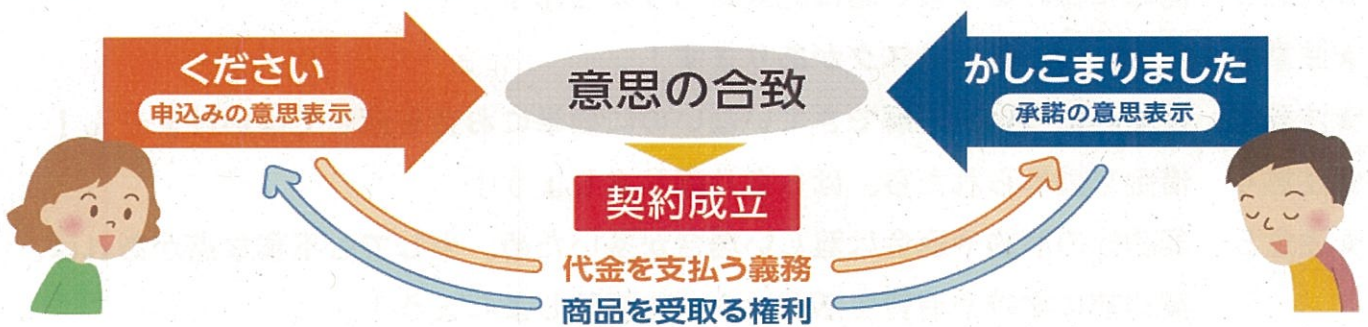 ください
申込みの意思表示
意思の合致
かしこまりました
承諾の意思表示
契約成立
代金を支払う義務
商品を受取る権利